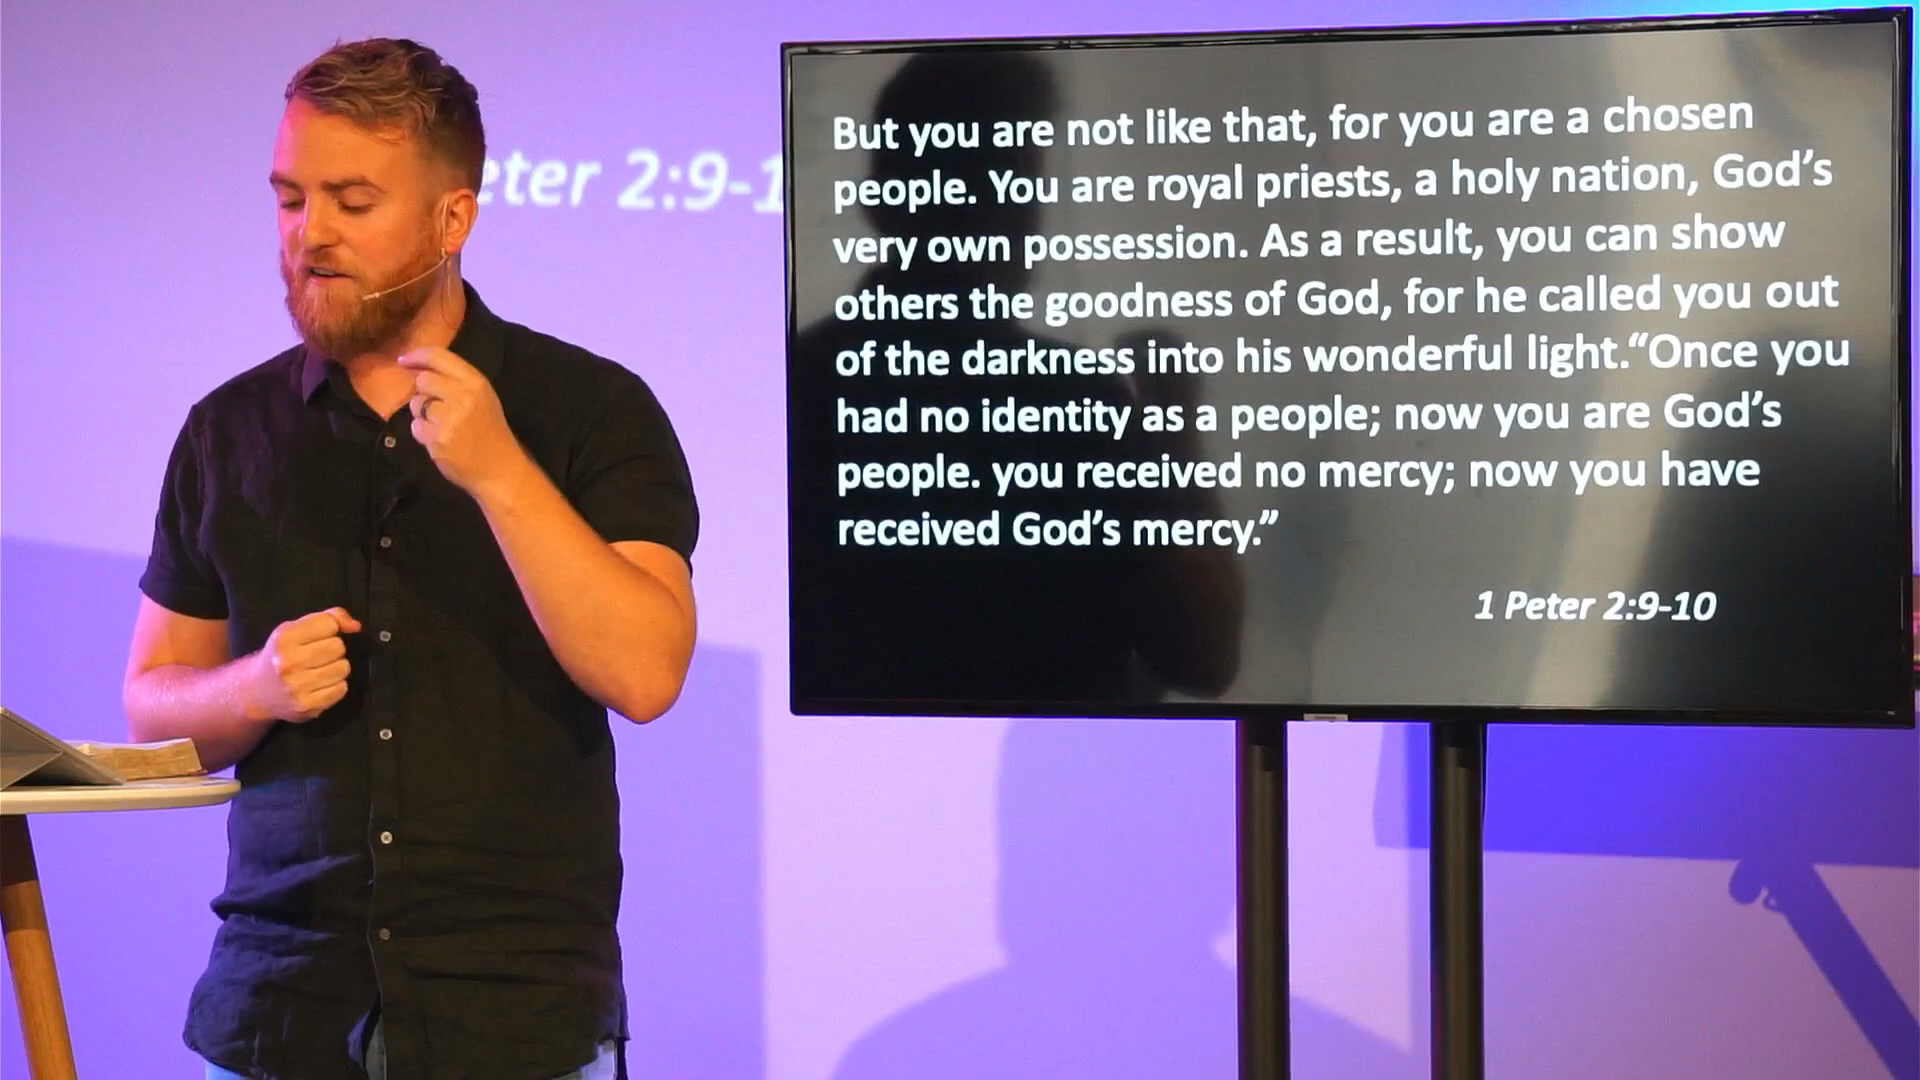 eter 2:9-1
But you are not like that, for you are a chosen
people. You are royal priests, a holy nation, God’s
very own possession. As a result, you can show
others the goodness of God, for he called you out
of the darkness into his wonderful light.“Once you
had no identity as a people; now you are God’s
people. you received no mercy; now you have
received God’s mercy.”
1 Peter 2:9-10